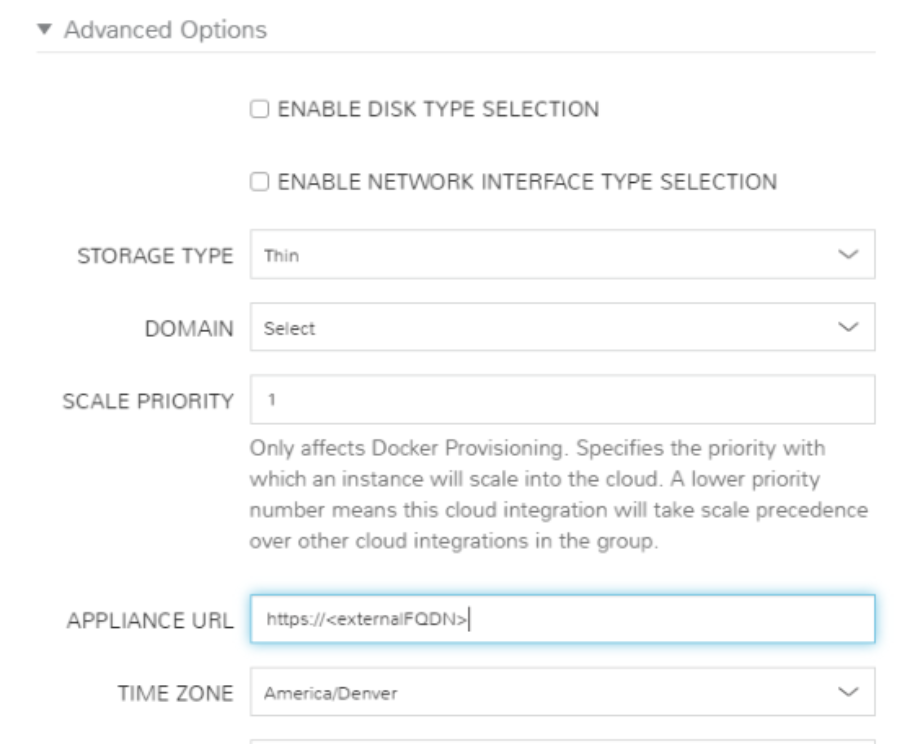 Advanced Options
ENABLE DISK TYPE SELECTION
ENABLE NETWORK INTERFACE TYPE SELECTION
STORAGE TYPE Thin
DOMAIN Select
SCALE PRIORITY 1
Only affects Docker Provisioning. Specifies the priority with
which an instance will scale into the cloud. A lower priority
number means this cloud integration will take scale precedence
over other cloud integrations in the group.
APPLIANCE URL https://<externalFQDN>
TIME ZONE America/Denver